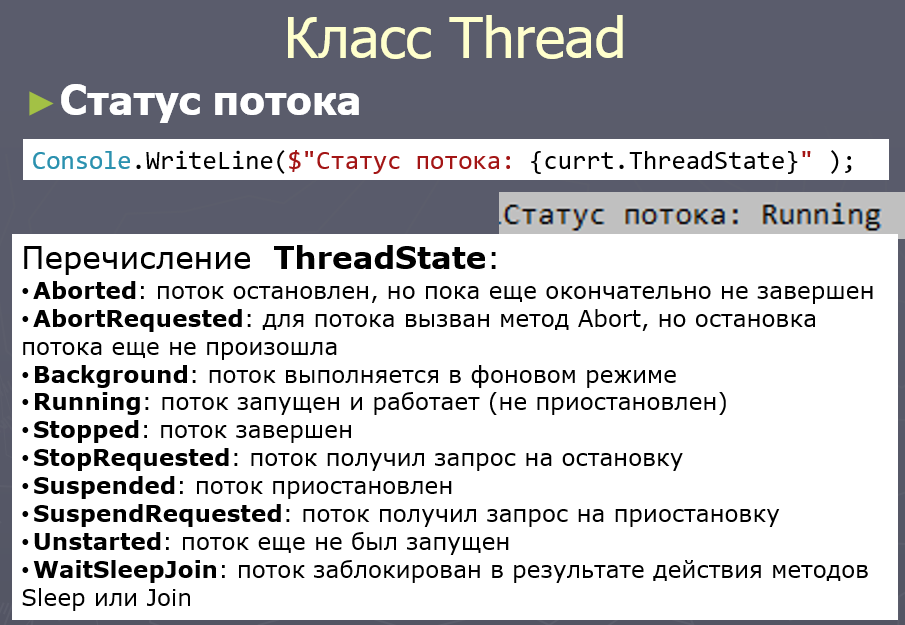 Класс Thread
►Статус потока
Console.WriteLine($"Статус потока: {currt.ThreadState}" );
Статус потока: Running
Перечисление ThreadState:
•Aborted: поток остановлен, но пока еще окончательно не завершен
•AbortRequested: для потока вызван метод Abort, но остановка
потока еще не произошла
•Background: поток выполняется в фоновом режиме
•Running: поток запущен и работает (не приостановлен)
•Stopped: поток завершен
•StopRequested: поток получил запрос на остановку
•Suspended: поток приостановлен
•SuspendRequested: поток получил запрос на приостановку
•Unstarted: поток еще не был запущен
•WaitSleepJoin: поток заблокирован в результате действия методов
Sleep или Join